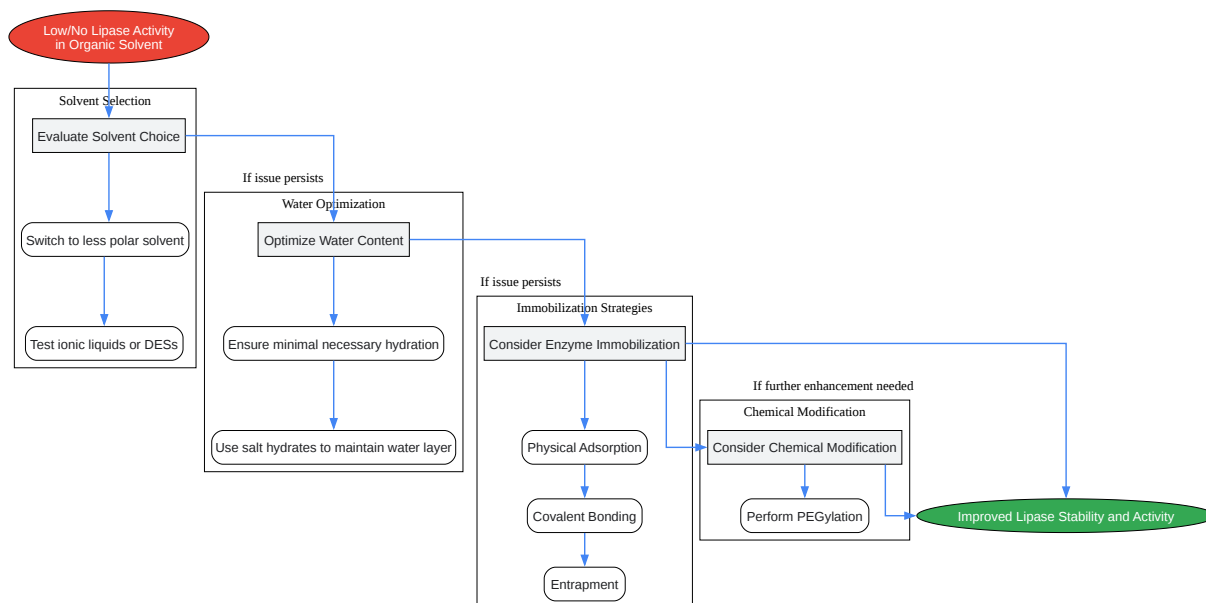 Low/No Lipase Activity
in Organic Solvent
Solvent Selection
Evaluate Solvent Choice
Switch to less polar solvent
Test ionic liquids or DESs
If issue persists
Water Optimization
Optimize Water Content
Ensure minimal necessary hydration
Use salt hydrates to maintain water layer
If issue persists
Immobilization Strategies
Consider Enzyme Immobilization
Physical Adsorption
Covalent Bonding
Entrapment
If further enhancement needed
Chemical Modification
Consider Chemical Modification
Perform PEGylation
Improved Lipase Stability and Activity